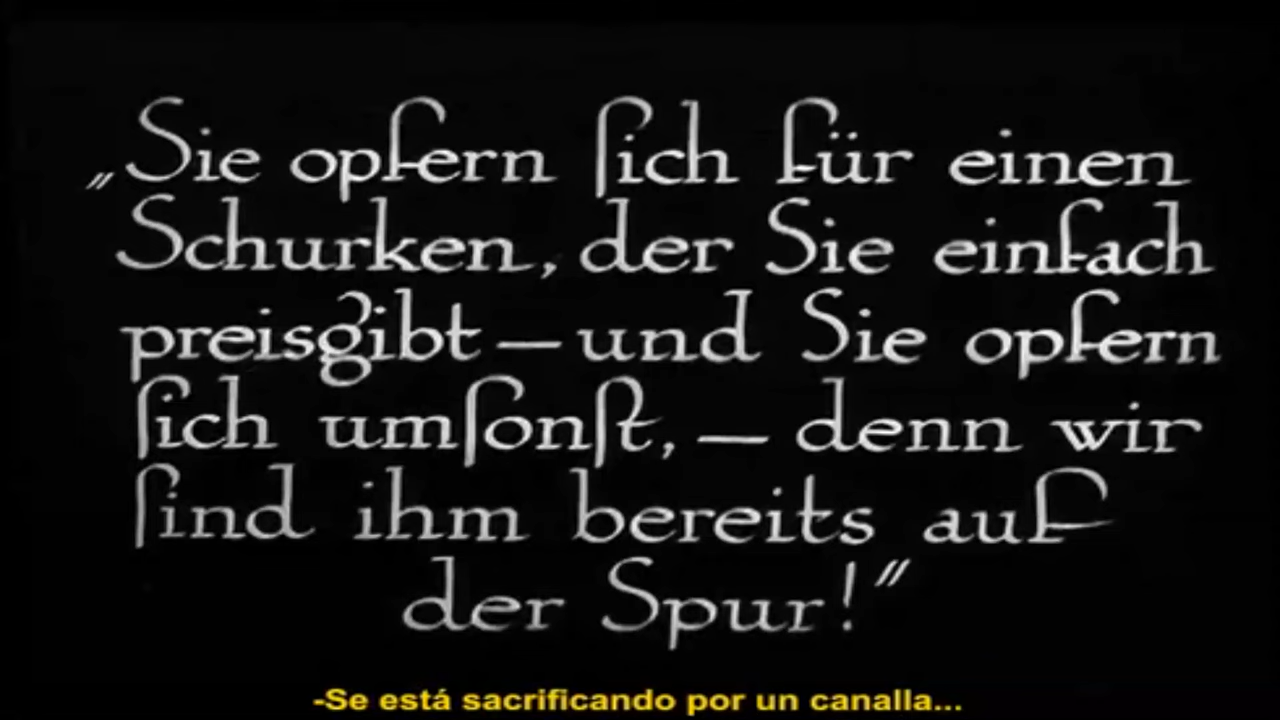 „Sie opfern ſich für einen
Schurken, der Sie einfach
preisgibt — und Sie opfern
ſich umſonſt, — denn wir
ſind ihm bereits auf
der Spur!"
-Se está sacrificando por un canalla...